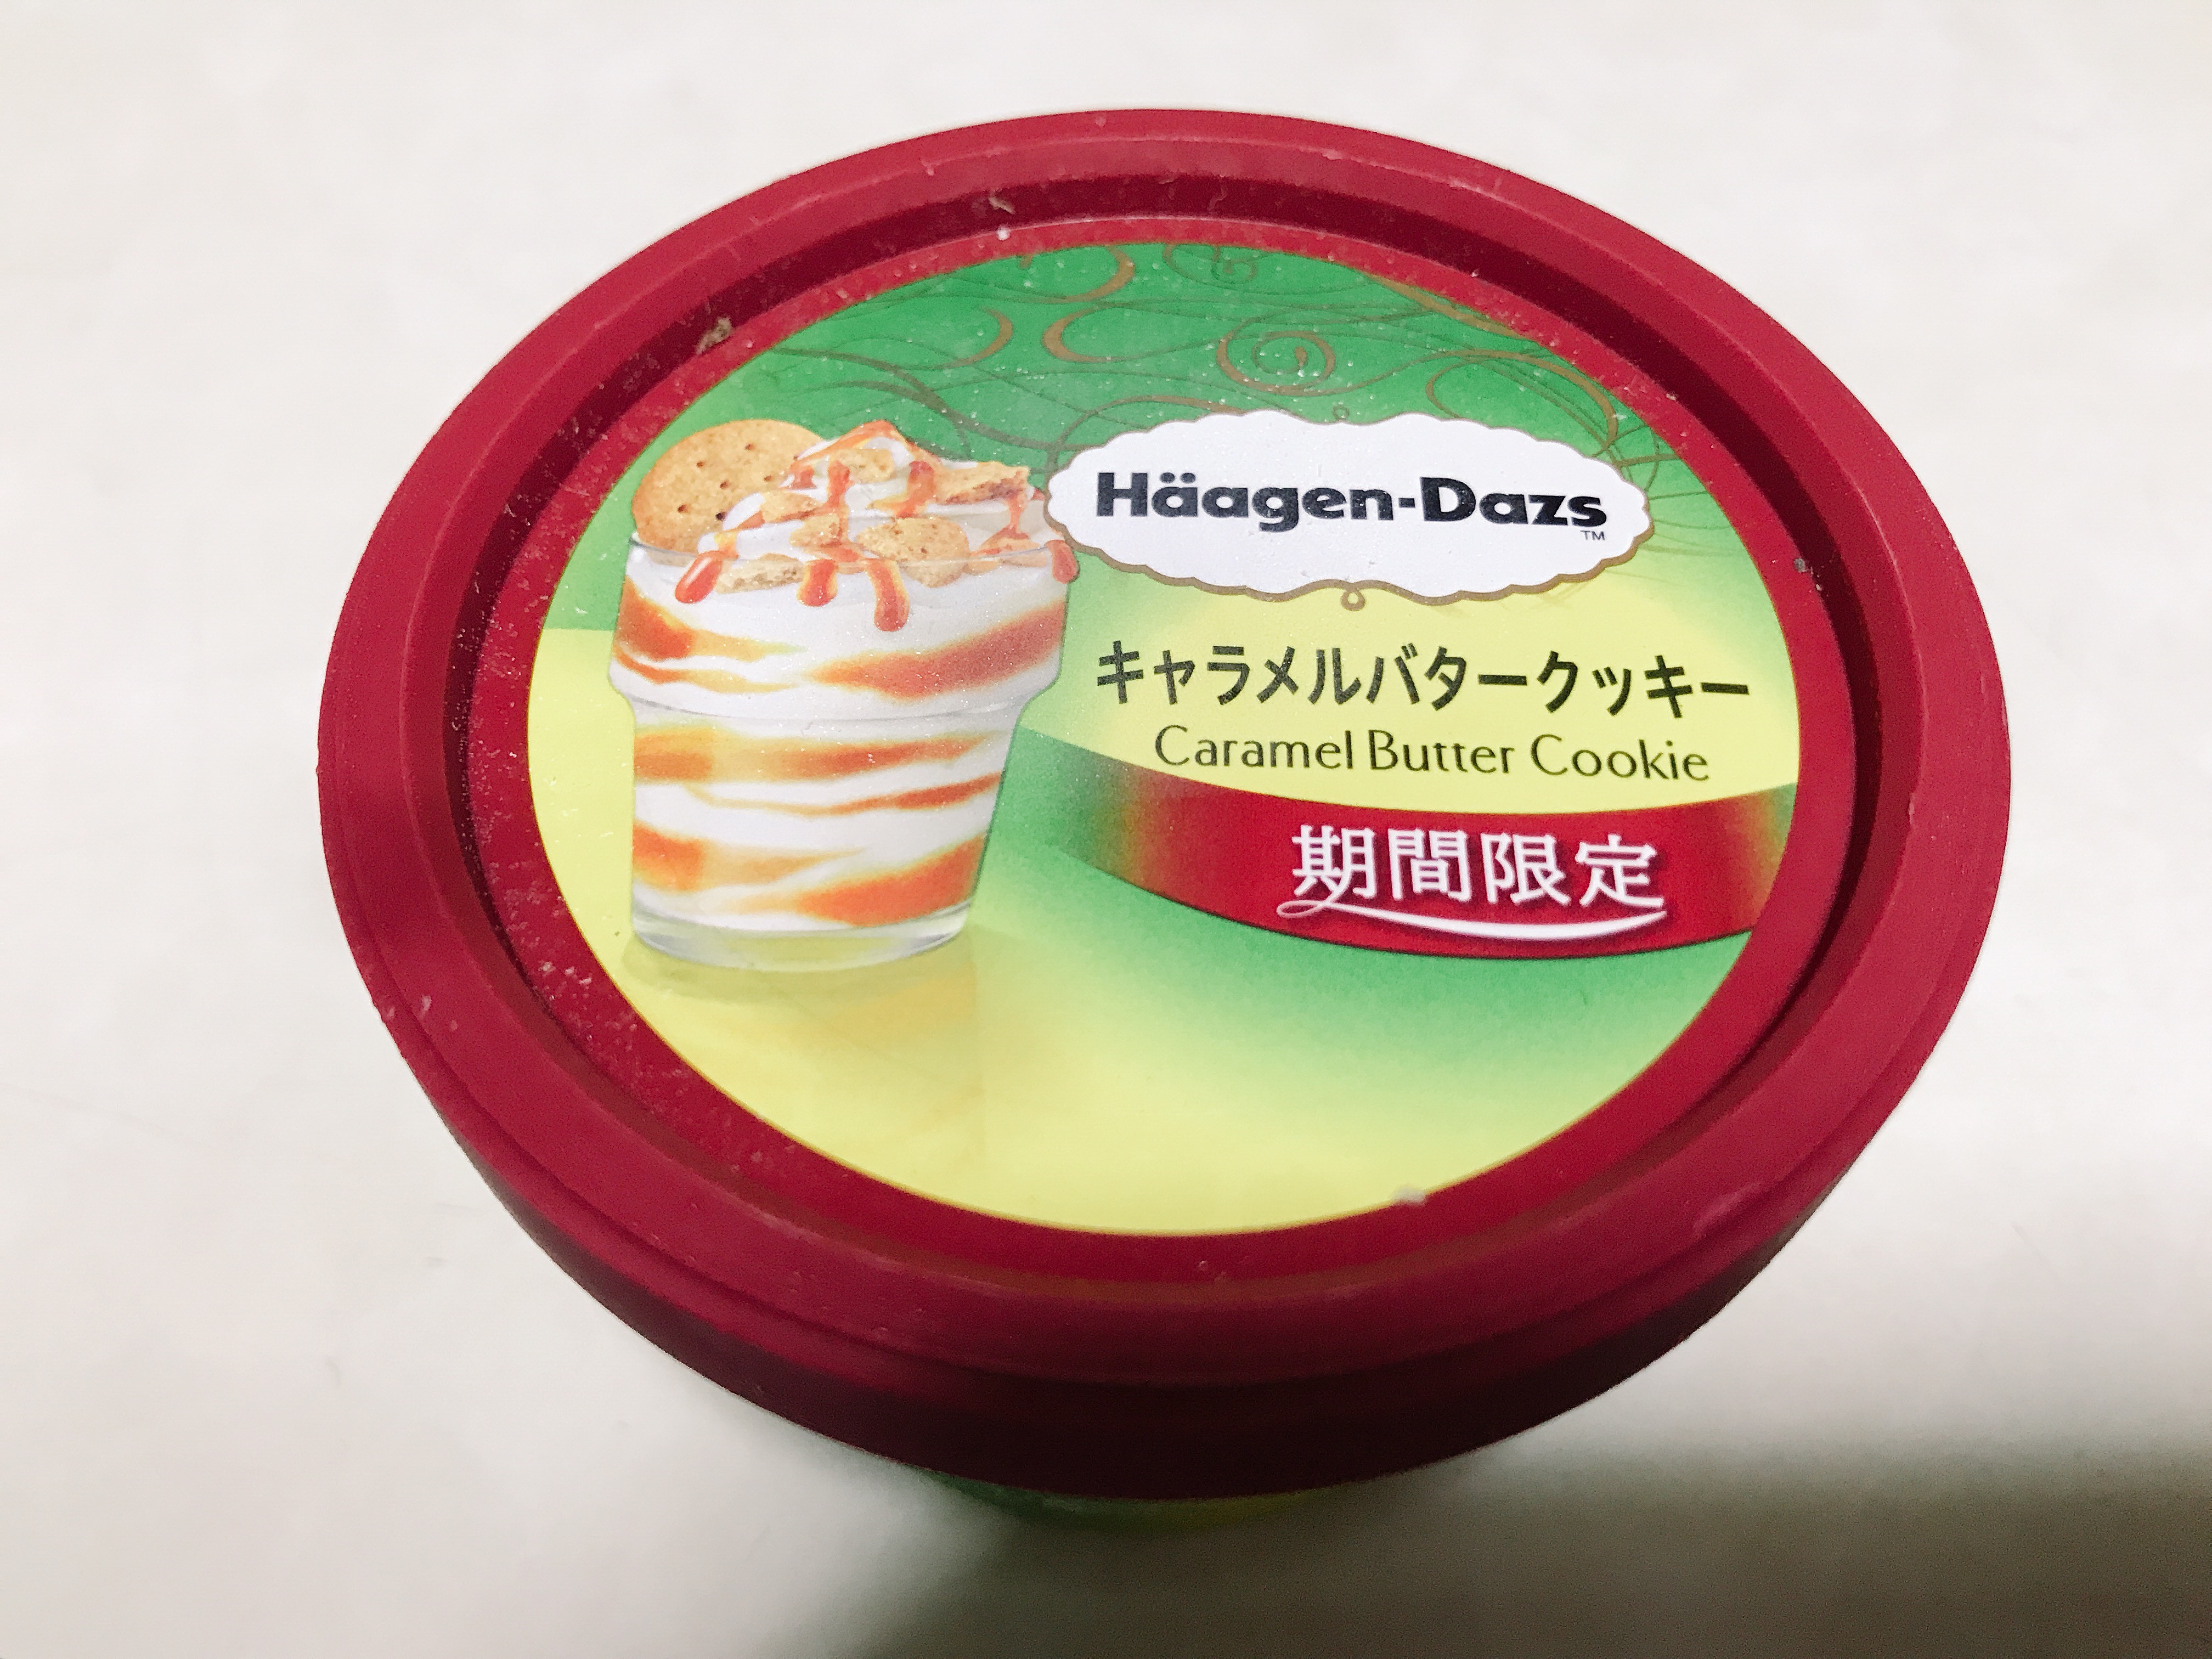 Häagen-Dazs
TM
キャラメルバタークッキー
Caramel Butter Cookie
期間限定